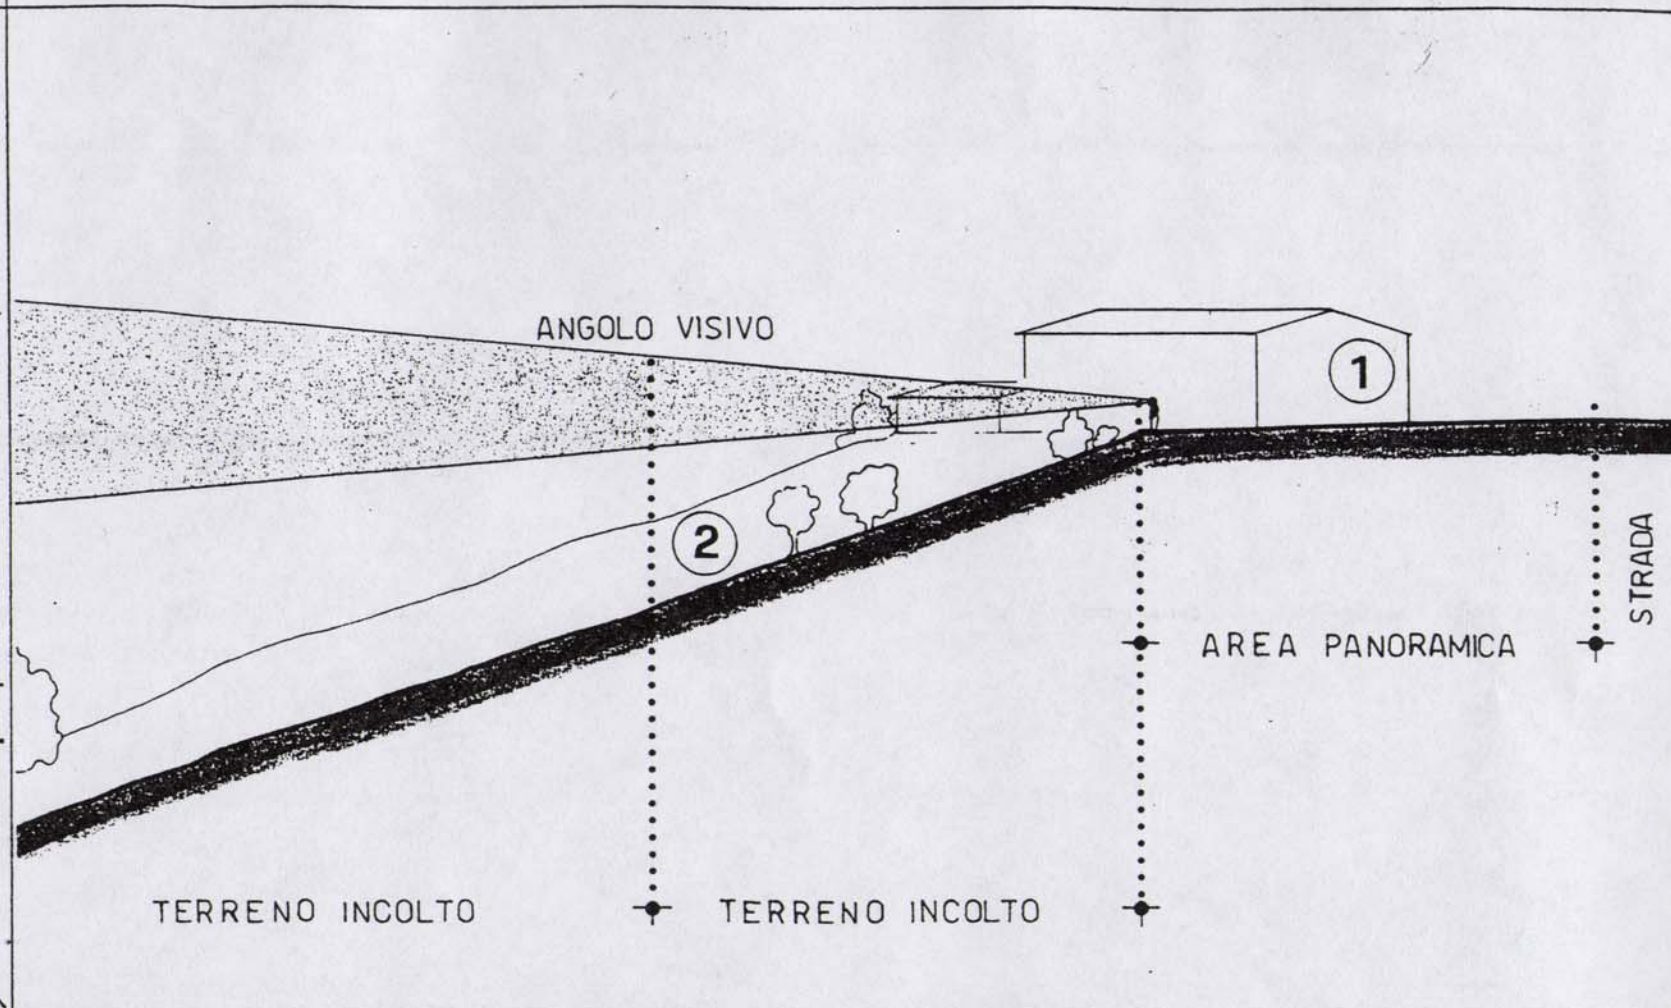 ANGOLO VISIVO
1
2
STRADA
AREA PANORAMICA
TERRENO INCOLTO
TERRENO INCOLTO